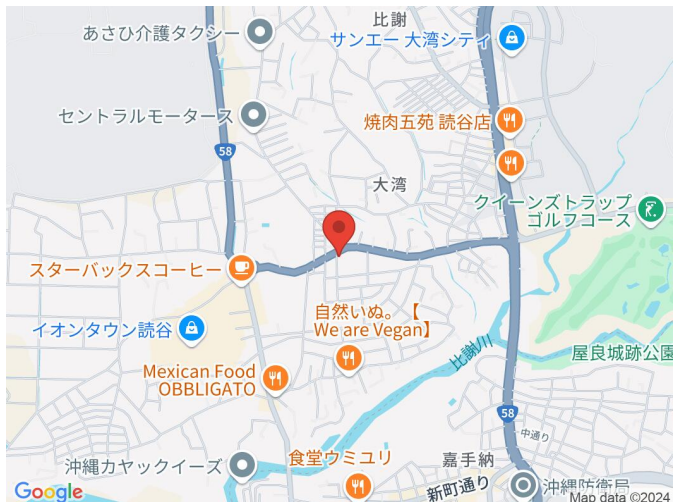 比謝
あさひ介護タクシー
サンエー 大湾シティ
セントラルモータース
焼肉五苑 読谷店
58
大湾
クイーンズトラップ
ゴルフコース
スターバックスコーヒー
自然いぬ。【
We are Vegan】
イオンタウン読谷
比謝川
屋良城跡公園
Mexican Food
OBBLIGATO
58
中通り
嘉手納
沖縄カヤックイーズ
食堂ウミユリ
新町通り
沖縄防衛局
Google
Map data ©2024